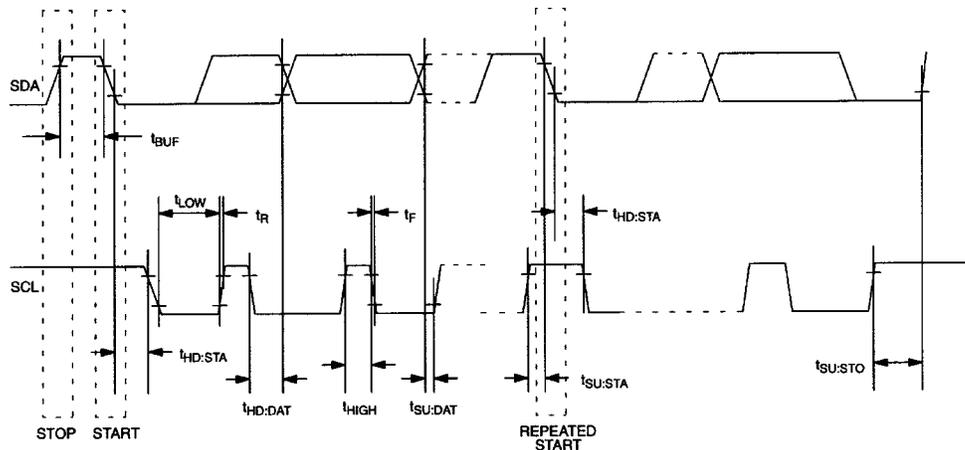 SDA
tBUF
tLOW
tR
tF
tHD:STA
SCL
tHD:STA
tHD:DAT
tHIGH
tSU:DAT
tSU:STA
tSU:STO
STOP
START
REPEATED
START